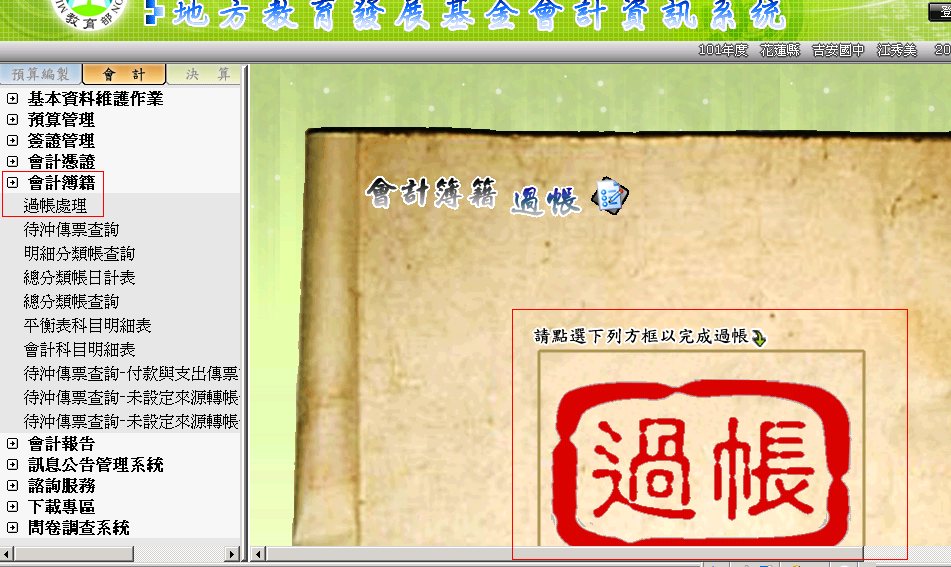 教育部
地方教育發展基金會計資訊系統
登
101年度 花蓮縣 吉安國中 江秀美 20
預算編製 會 計 決 算
基本資料維護作業
預算管理
簽證管理
會計憑證
會計簿籍
過帳處理
待沖傳票查詢
明細分類帳查詢
總分類帳日計表
總分類帳查詢
平衡表科目明細表
會計科目明細表
待沖傳票查詢-付款與支出傳票
待沖傳票查詢-未設定來源轉帳
待沖傳票查詢-未設定來源轉帳
會計報告
訊息公告管理系統
諮詢服務
下載專區
問卷調查系統
會計簿籍 過帳
請點選下列方框以完成過帳
過帳